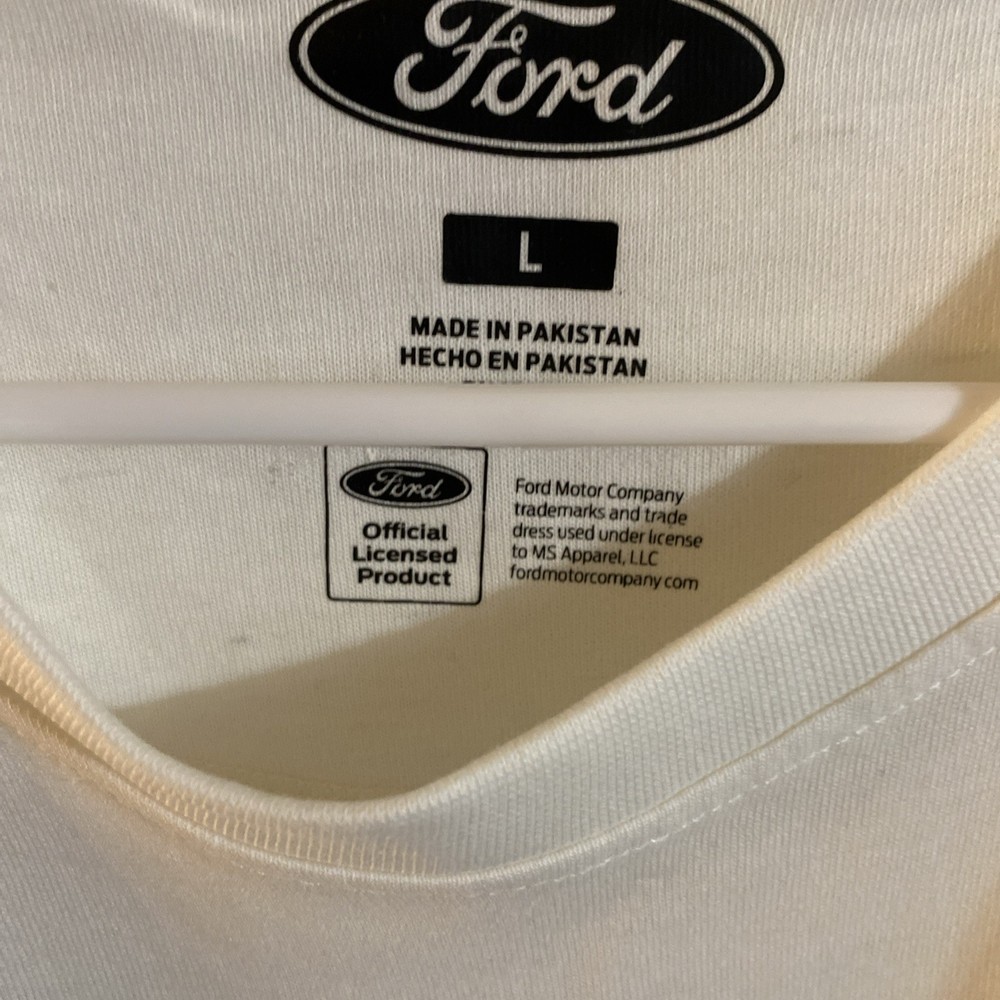 Ford
L
MADE IN PAKISTAN
HECHO EN PAKISTAN
Ford
Official
Licensed
Product
Ford Motor Company
trademarks and trade
dress used under license
to MS Apparel, LLC
fordmotorcompany.com